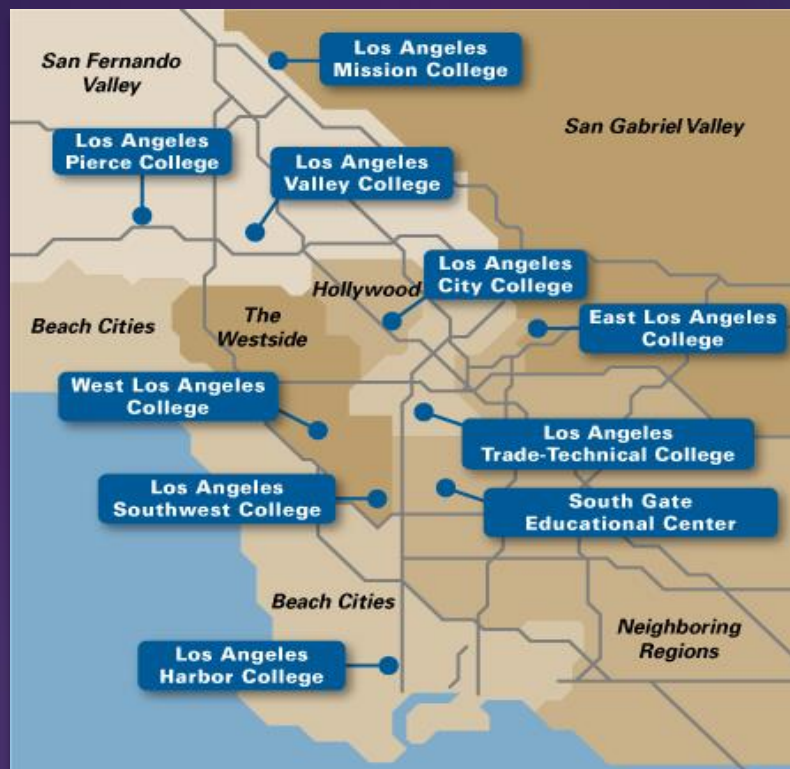 Los Angeles
Mission College
San Fernando
Valley
San Gabriel Valley
Los Angeles
Pierce College
Los Angeles
Valley College
Los Angeles
City College
Hollywood
Beach Cities
The
Westside
East Los Angeles
College
West Los Angeles
College
Los Angeles
Trade-Technical College
Los Angeles
Southwest College
South Gate
Educational Center
Beach Cities
Neighboring
Regions
Los Angeles
Harbor College